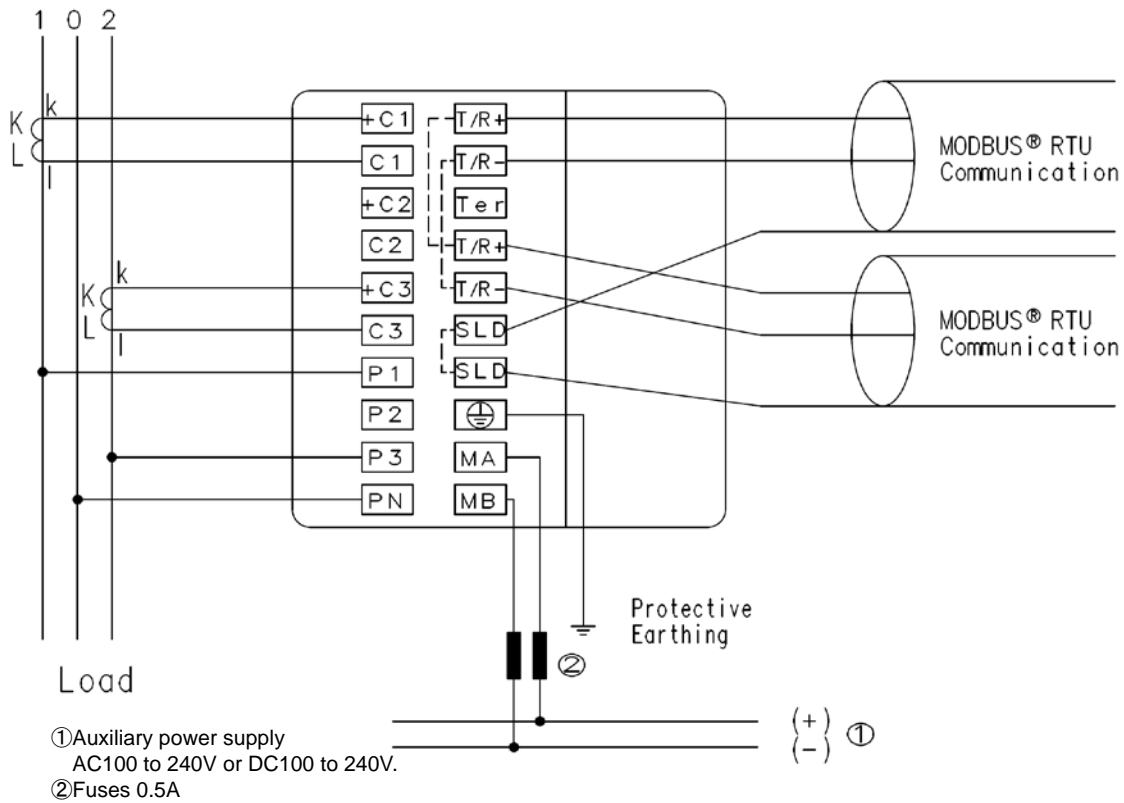 1 0 2
K k
L l
K k
L l
+C1 T/R+
C1 T/R-
+C2 Ter
C2 T/R+
+C3 T/R-
C3 SLD
P1 SLD
P2
P3 MA
PN MB
MODBUS® RTU
Communication
MODBUS® RTU
Communication
Protective
Earthing
②
Load
(+)
(-)
①
①Auxiliary power supply
AC100 to 240V or DC100 to 240V.
②Fuses 0.5A